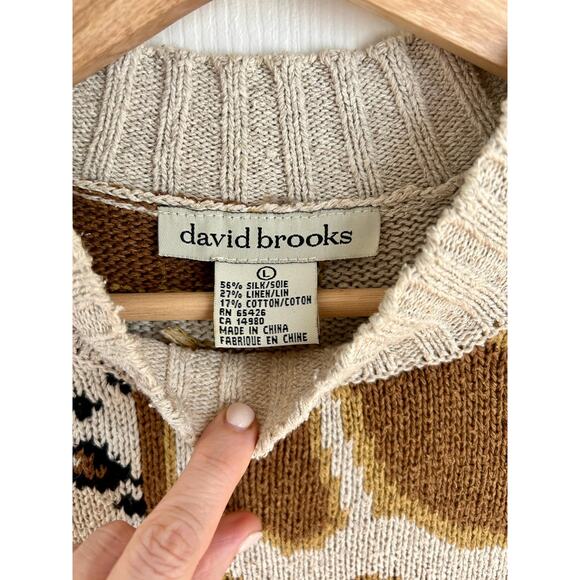 david brooks
L
56% SILK/SOIE
27% LINEN/LIN
17% COTTON/COTON
RN 65426
CA 14980
MADE IN CHINA
FABRIQUE EN CHINE